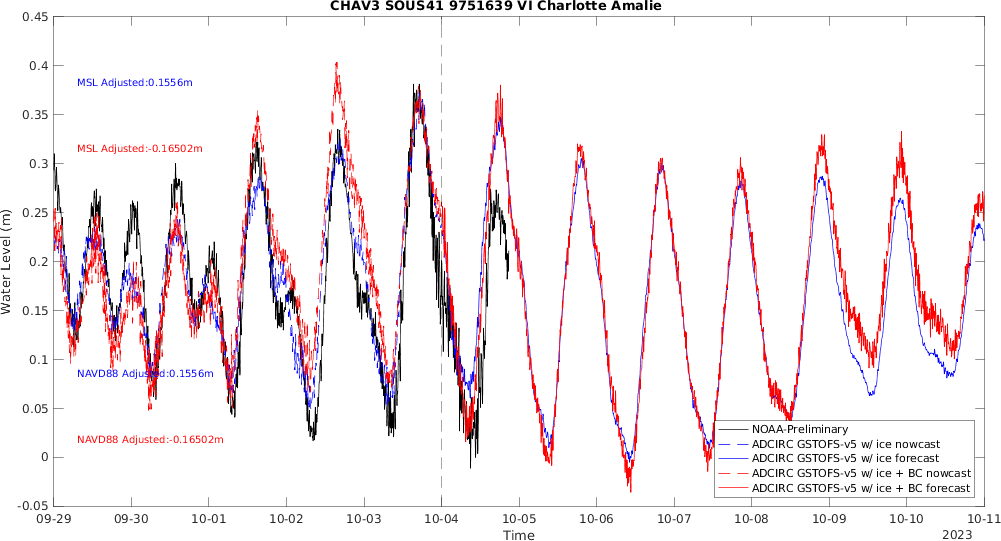 CHAV3 SOUS41 9751639 VI Charlotte Amalie
0.45
0.4
0.35
0.3
0.25
0.2
0.15
0.1
0.05
0
-0.05
Water Level (m)
MSL Adjusted:0.1556m
MSL Adjusted:-0.16502m
NAVD88 Adjusted:0.1556m
NAVD88 Adjusted:-0.16502m
NOAA-Preliminary
ADCIRC GSTOFS-v5 w/ ice nowcast
ADCIRC GSTOFS-v5 w/ ice forecast
ADCIRC GSTOFS-v5 w/ ice + BC nowcast
ADCIRC GSTOFS-v5 w/ ice + BC forecast
09-29 09-30 10-01 10-02 10-03 10-04 10-05 10-06 10-07 10-08 10-09 10-10 10-11
Time
2023